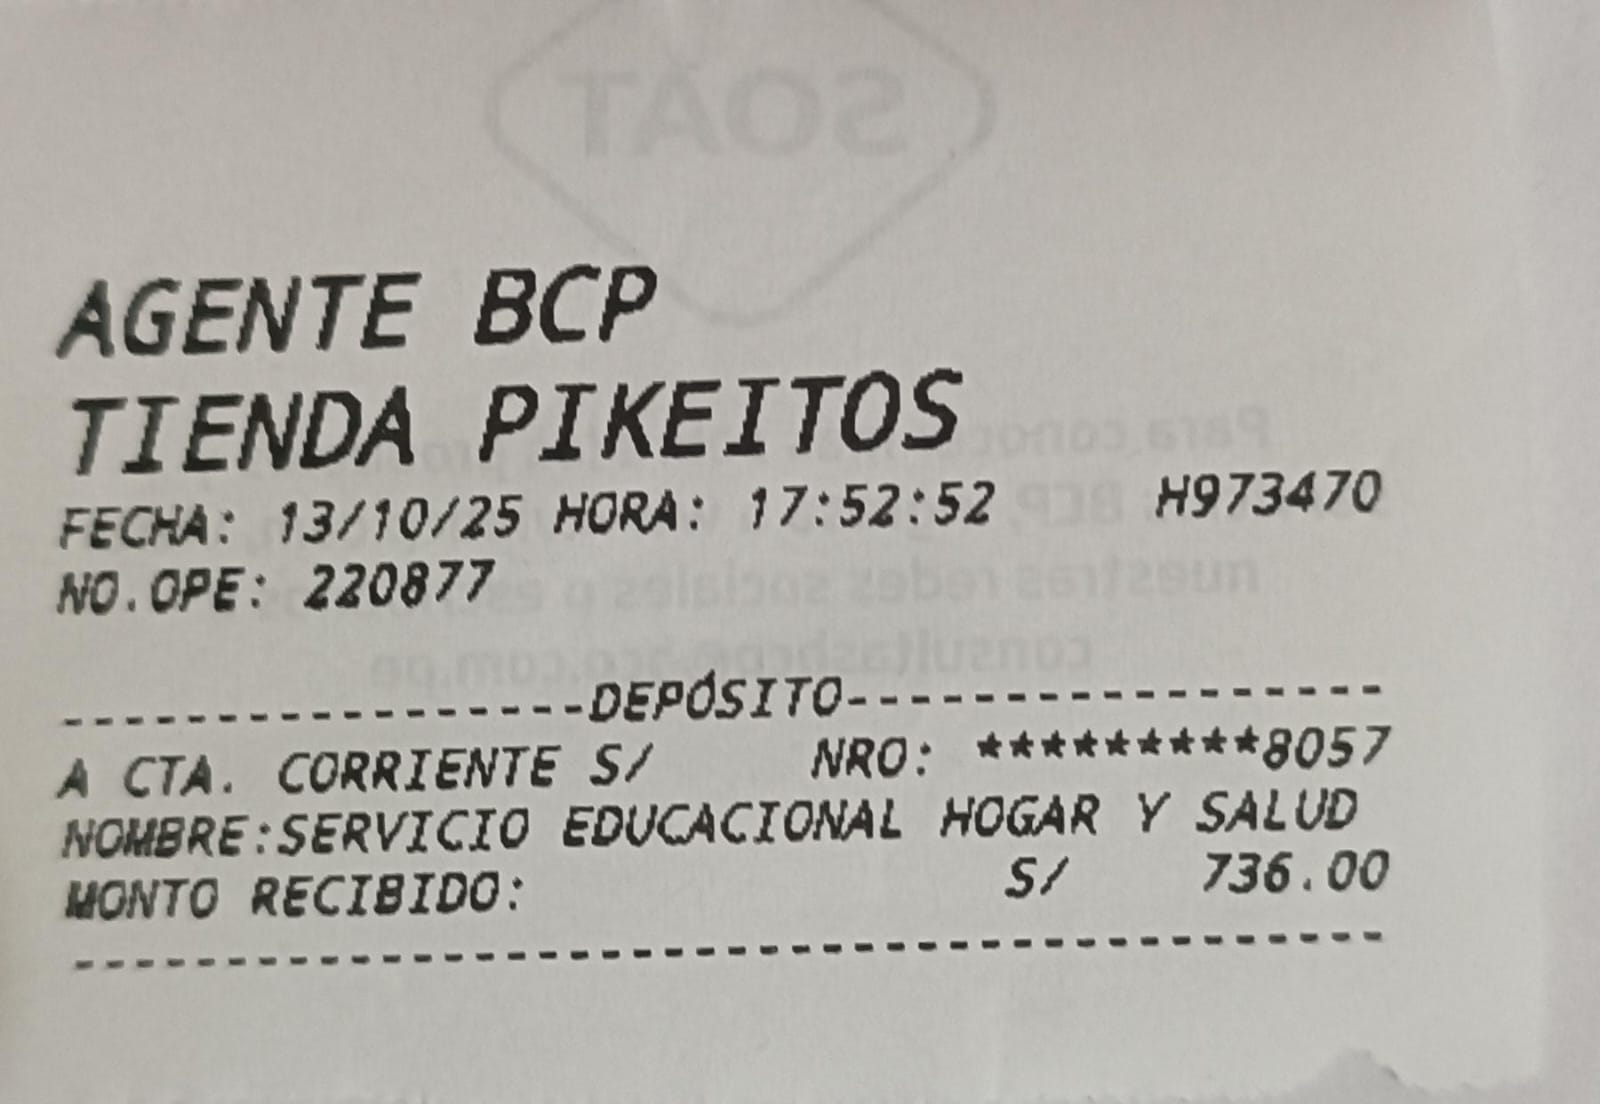 AGENTE BCP
TIENDA PIKEITOS
FECHA: 13/10/25 HORA: 17:52:52 H973470
NO.OPE: 220877
-----------------DEPÓSITO-----------------
A CTA. CORRIENTE S/ NRO: *********8057
NOMBRE:SERVICIO EDUCACIONAL HOGAR Y SALUD
MONTO RECIBIDO: S/ 736.00
-------------------------------------------
SOAT